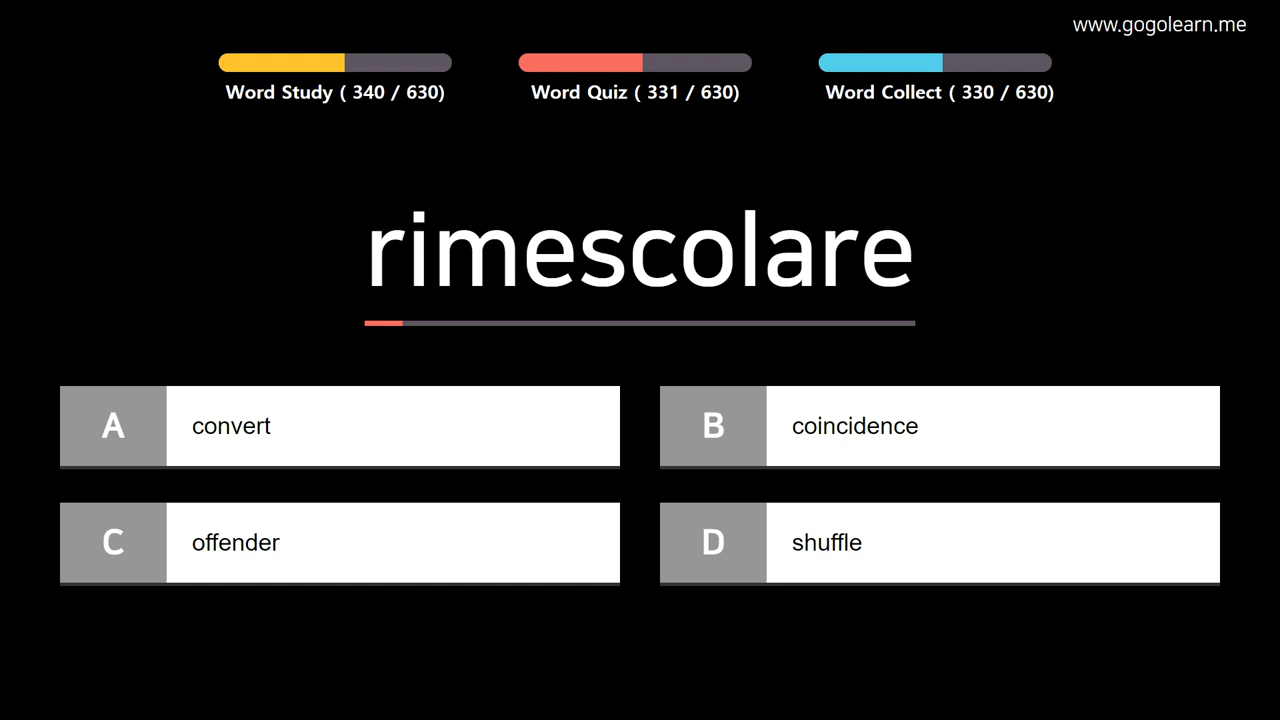 www.gogolearn.me
Word Study ( 340 / 630)
Word Quiz ( 331 / 630)
Word Collect ( 330 / 630)
rimescolare
A convert
B coincidence
C offender
D shuffle